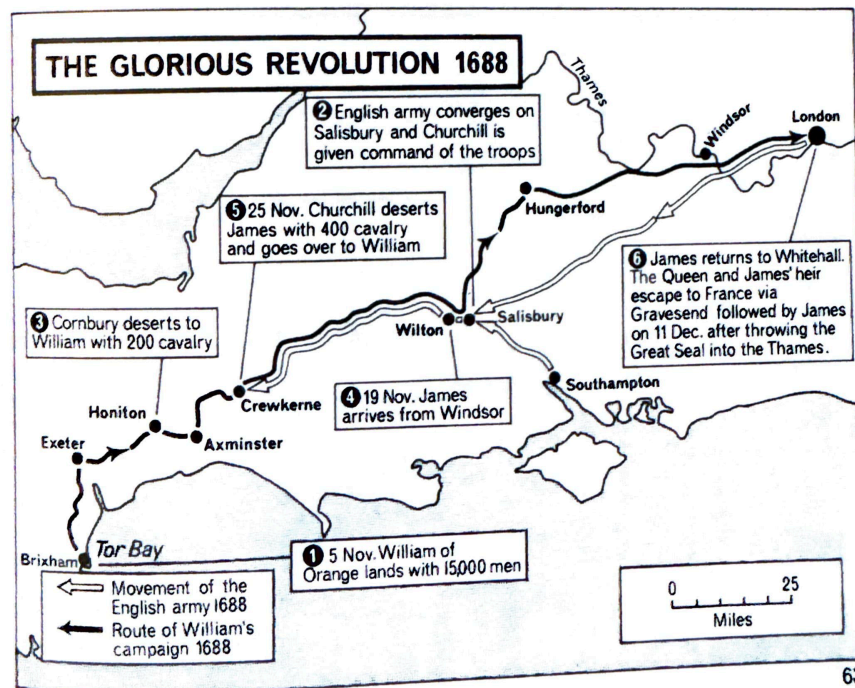 THE GLORIOUS REVOLUTION 1688
Thames
❷ English army converges on
Salisbury and Churchill is
given command of the troops
Windsor
London
❺ 25 Nov. Churchill deserts
James with 400 cavalry
and goes over to William
Hungerford
❻ James returns to Whitehall.
The Queen and James' heir
escape to France via
Gravesend followed by James
on 11 Dec. after throwing the
Great Seal into the Thames.
❸ Cornbury deserts to
William with 200 cavalry
Wilton
Salisbury
Southampton
Crewkerne
❹ 19 Nov. James
arrives from Windsor
Honiton
Exeter
Axminster
Brixham
Tor Bay
❶ 5 Nov. William of
Orange lands with 15,000 men
Movement of the
English army 1688
Route of William's
campaign 1688
0 25
Miles